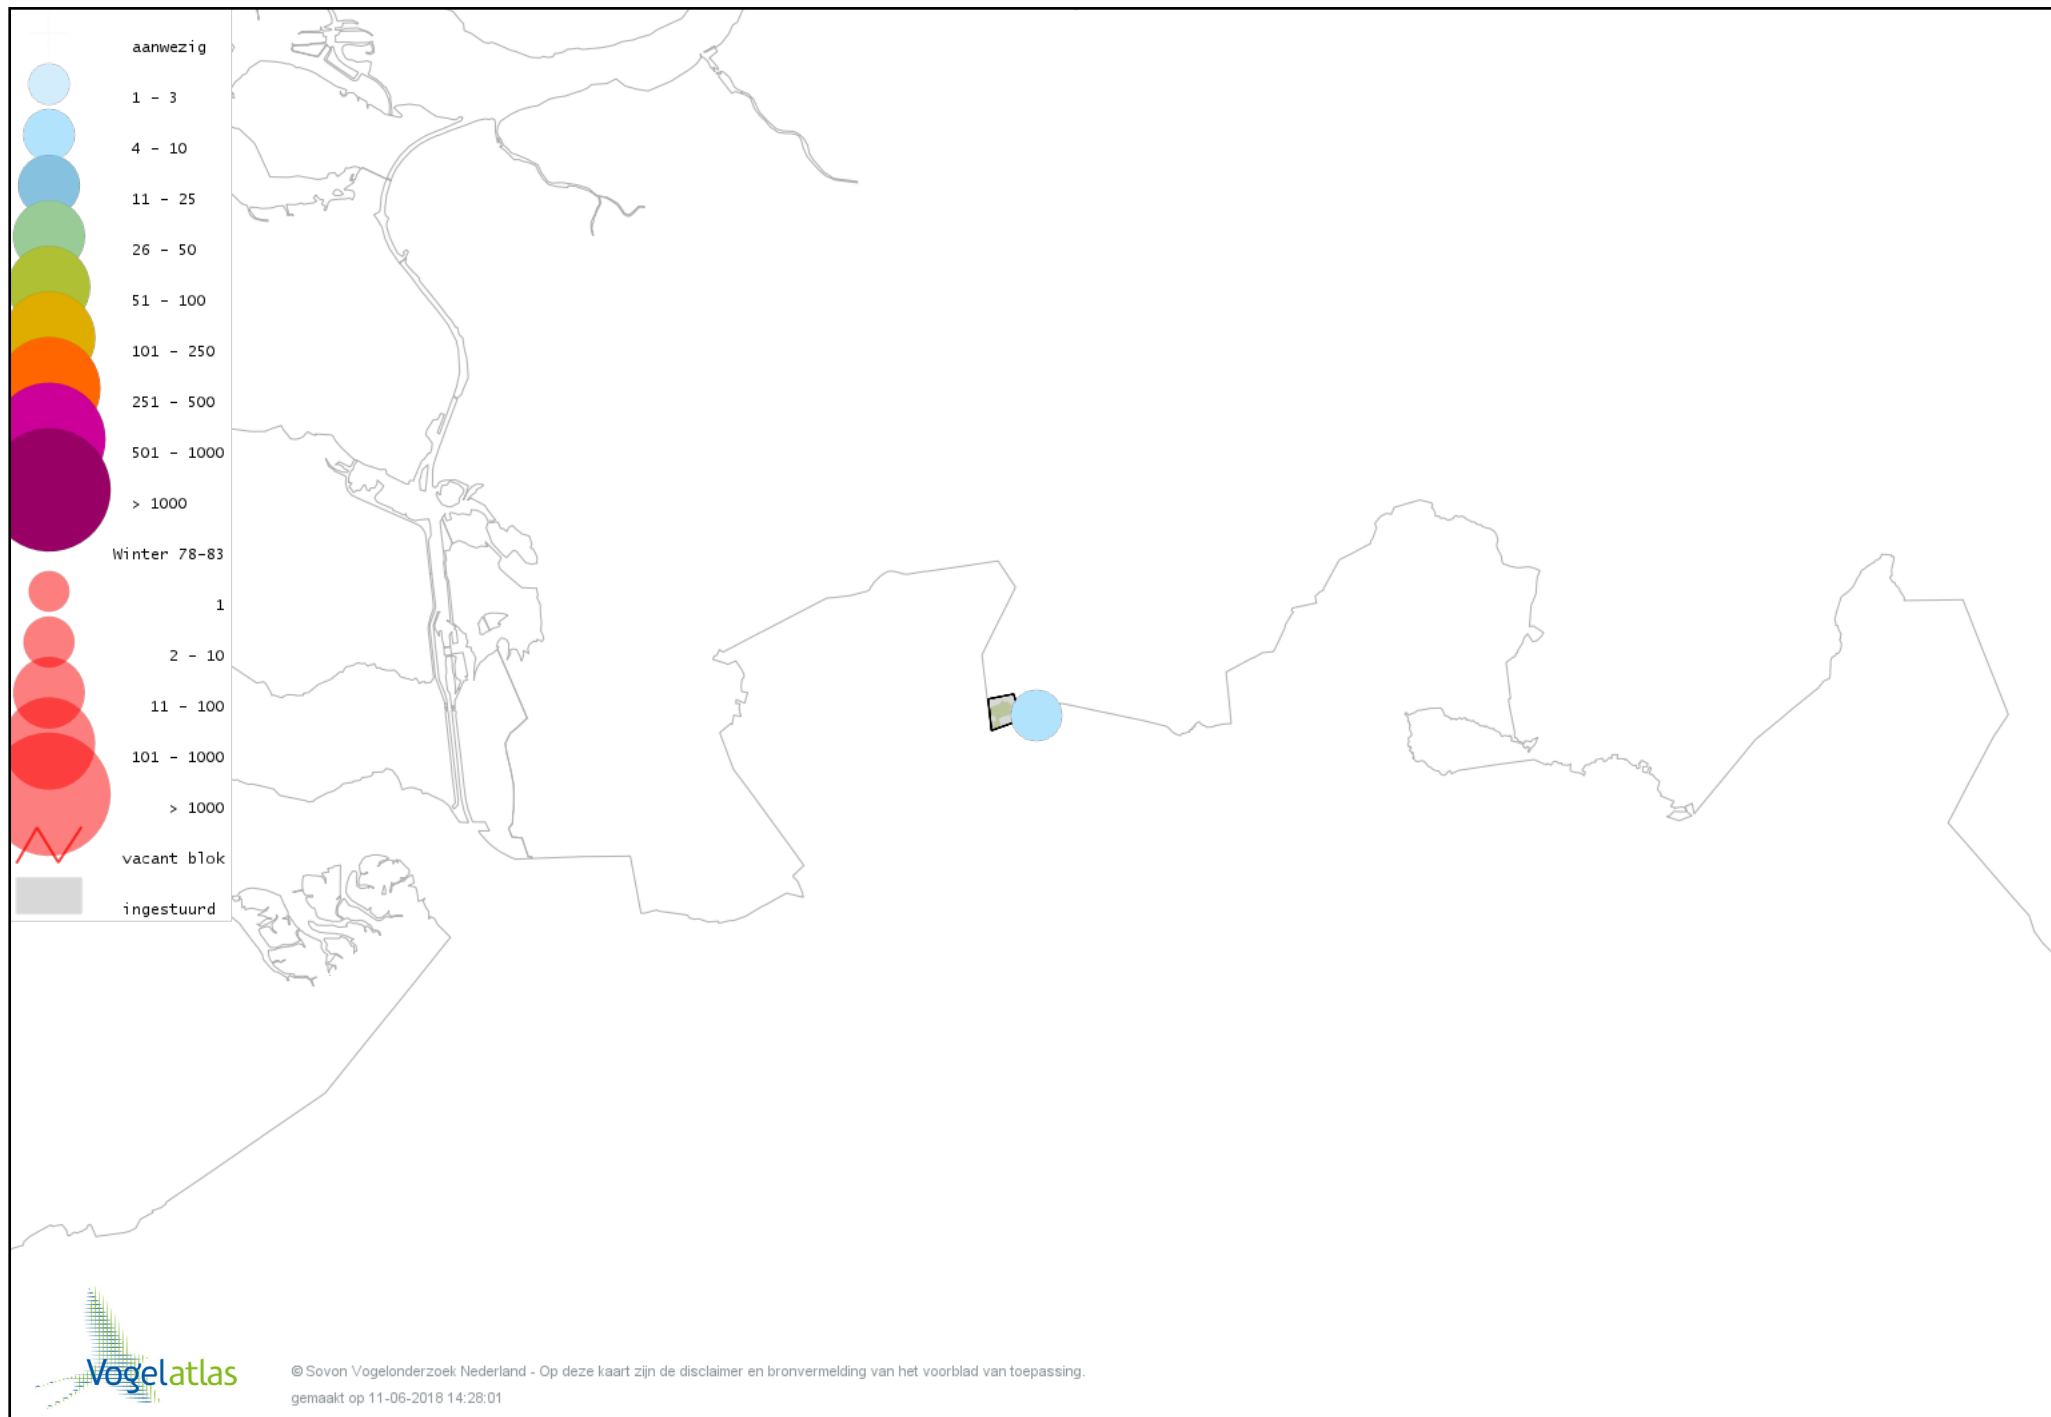 aanwezig
1 - 3
4 - 10
11 - 25
26 - 50
51 - 100
101 - 250
251 - 500
501 - 1000
> 1000
Winter 78-83
1
2 - 10
11 - 100
101 - 1000
> 1000
vacant blok
ingestuurd
Vogelatlas
© Sovon Vogelonderzoek Nederland - Op deze kaart zijn de disclaimer en bronvermelding van het voorblad van toepassing.
gemaakt op 11-06-2018 14:28:01